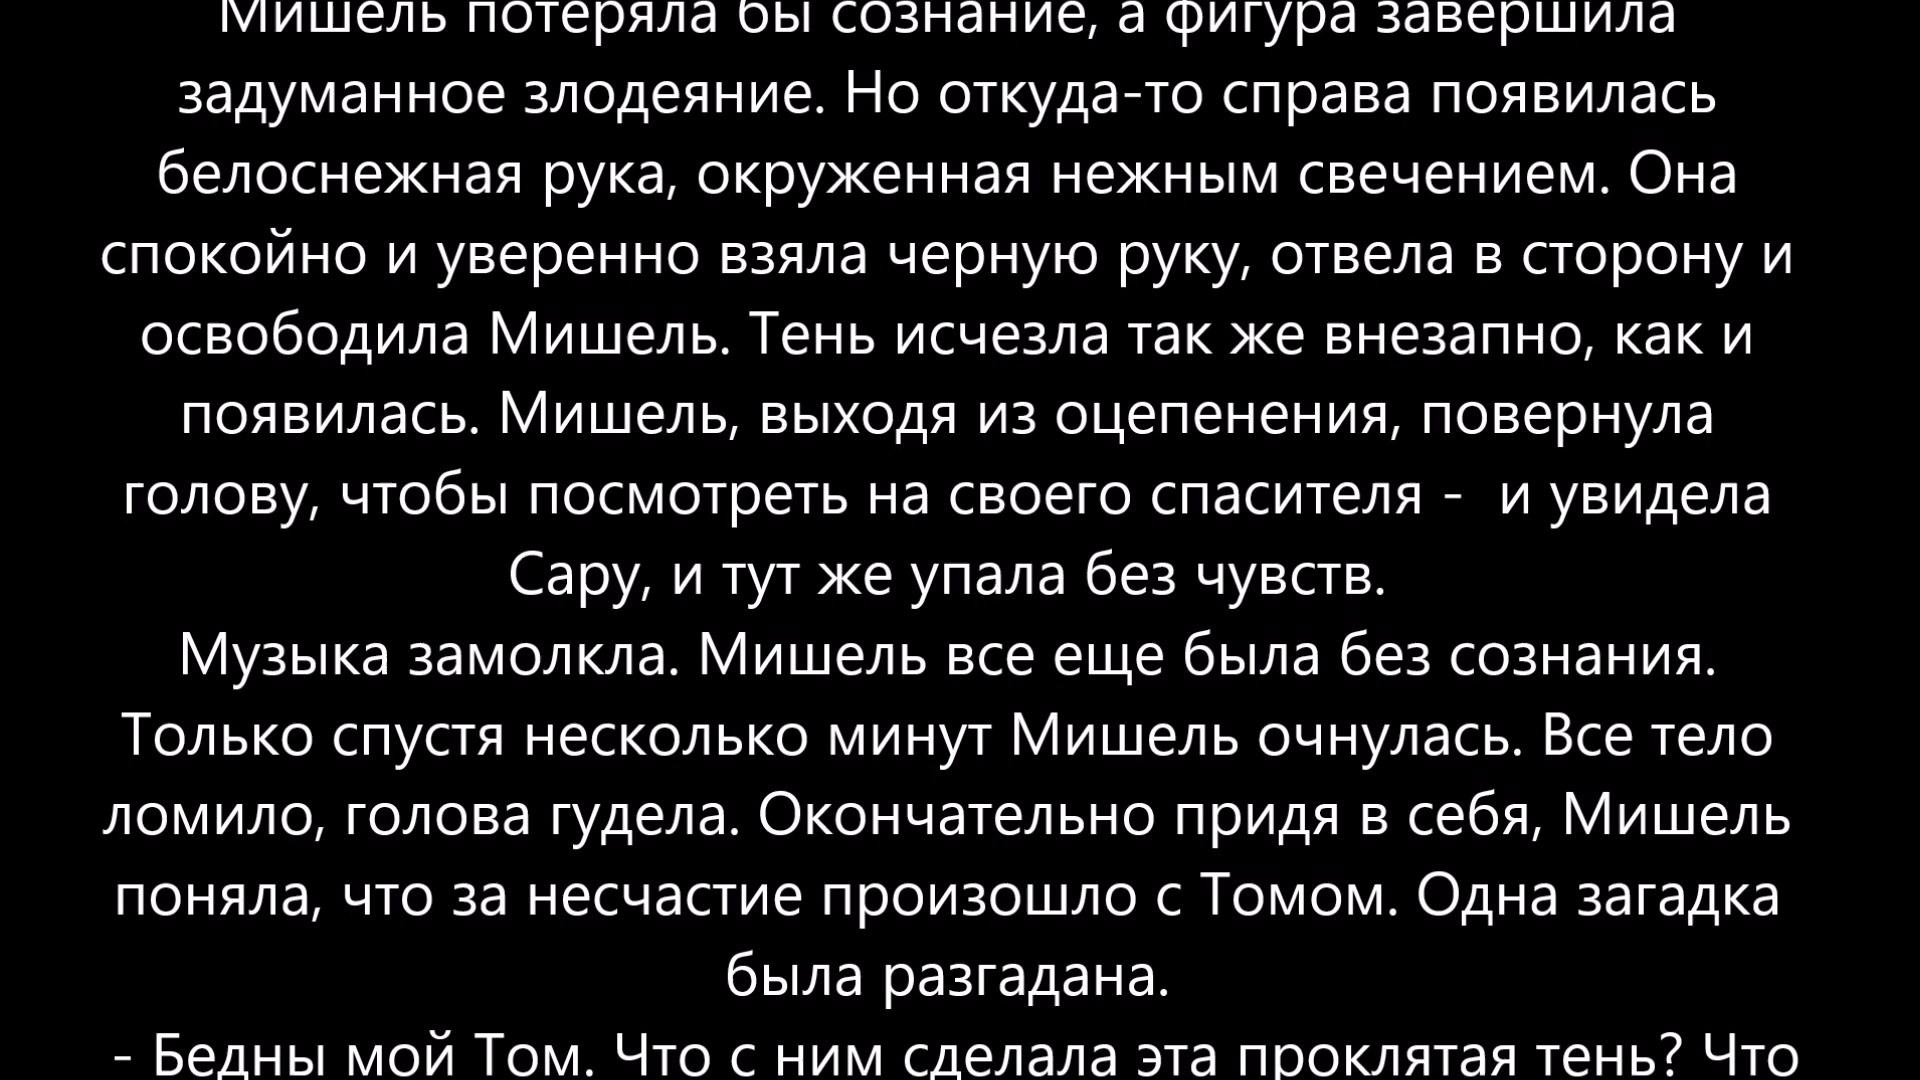 Мишель потеряла бы сознание, а фигура завершила
задуманное злодеяние. Но откуда-то справа появилась
белоснежная рука, окруженная нежным свечением. Она
спокойно и уверенно взяла черную руку, отвела в сторону и
освободила Мишель. Тень исчезла так же внезапно, как и
появилась. Мишель, выходя из оцепенения, повернула
голову, чтобы посмотреть на своего спасителя -  и увидела
Сару, и тут же упала без чувств.
Музыка замолкла. Мишель все еще была без сознания.
Только спустя несколько минут Мишель очнулась. Все тело
ломило, голова гудела. Окончательно придя в себя, Мишель
поняла, что за несчастие произошло с Томом. Одна загадка
была разгадана.
- Бедны мой Том. Что с ним сделала эта проклятая тень? Что